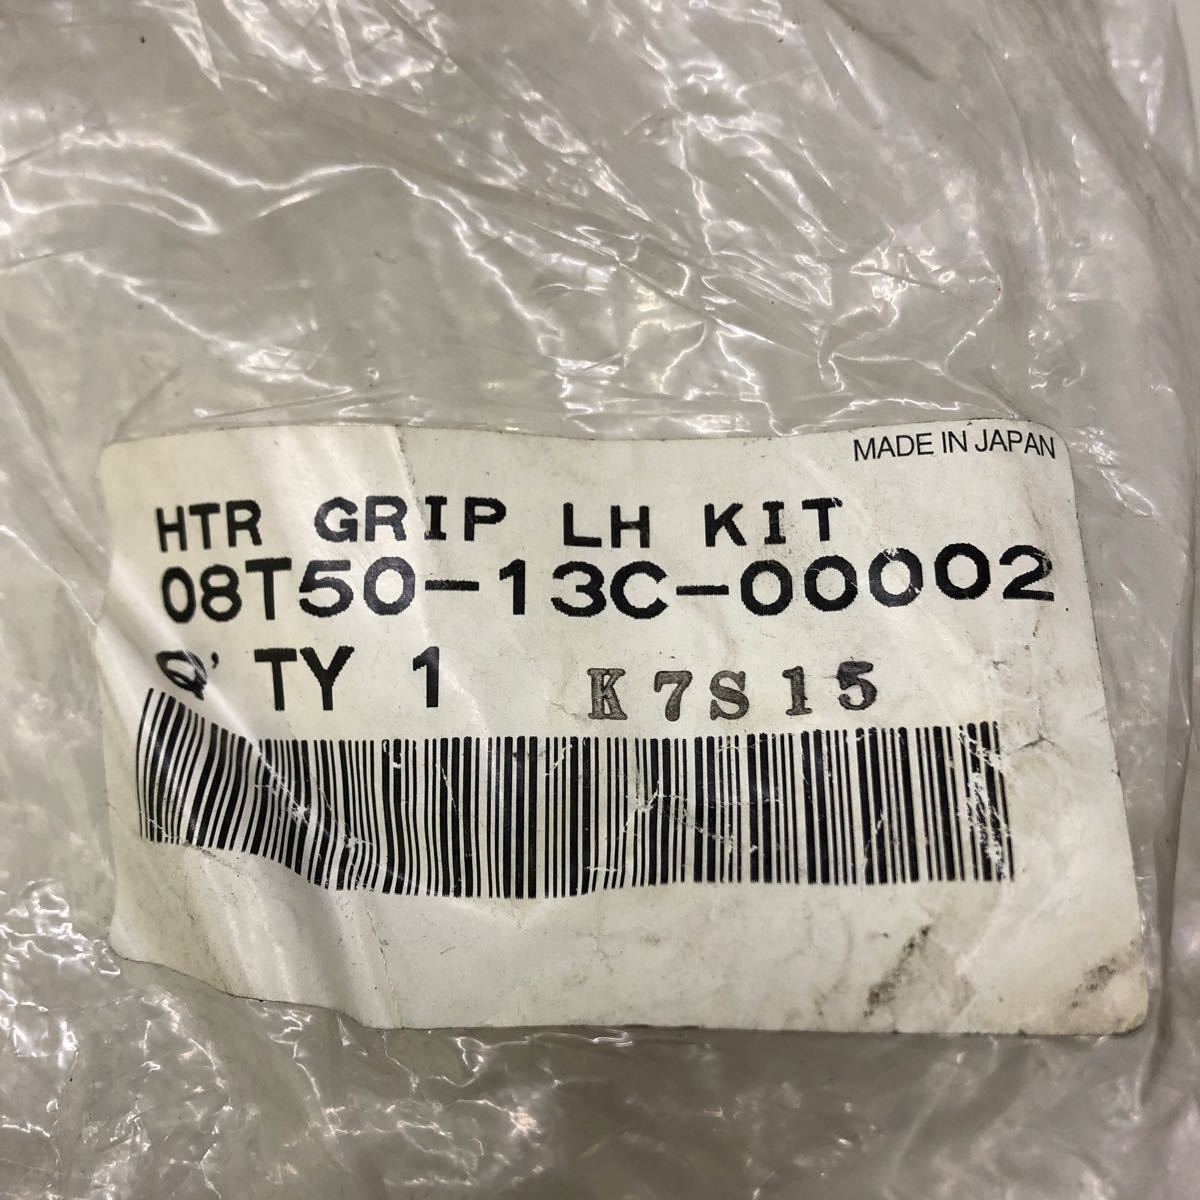 MADE IN JAPAN
HTR GRIP LH KIT
08T50-13C-00002
Q'TY 1 K7S15